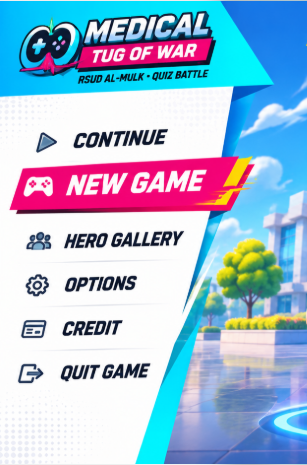 MEDICAL
TUG OF WAR
RSUD AL-MULK - QUIZ BATTLE
CONTINUE
NEW GAME
HERO GALLERY
OPTIONS
CREDIT
QUIT GAME